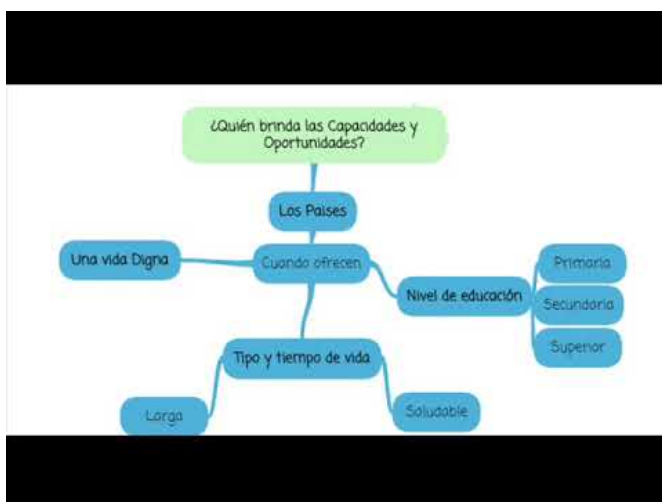 ¿Quién brinda las Capacidades y
Oportunidades?
Los Paises
Una vida Digna
Cuando ofrecen
Nivel de educación
Primaria
Secundaria
Superior
Tipo y tiempo de vida
Larga
Saludable